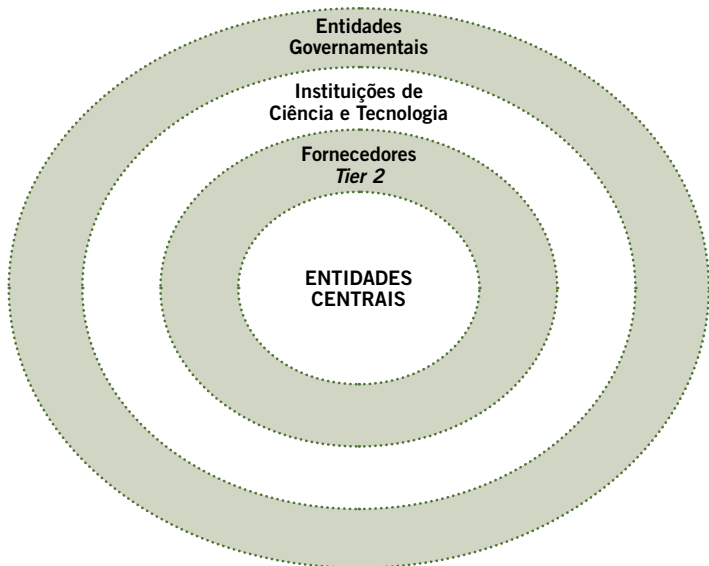 Entidades
Governamentais
Instituições de
Ciência e Tecnologia
Fornecedores
Tier 2
ENTIDADES
CENTRAIS